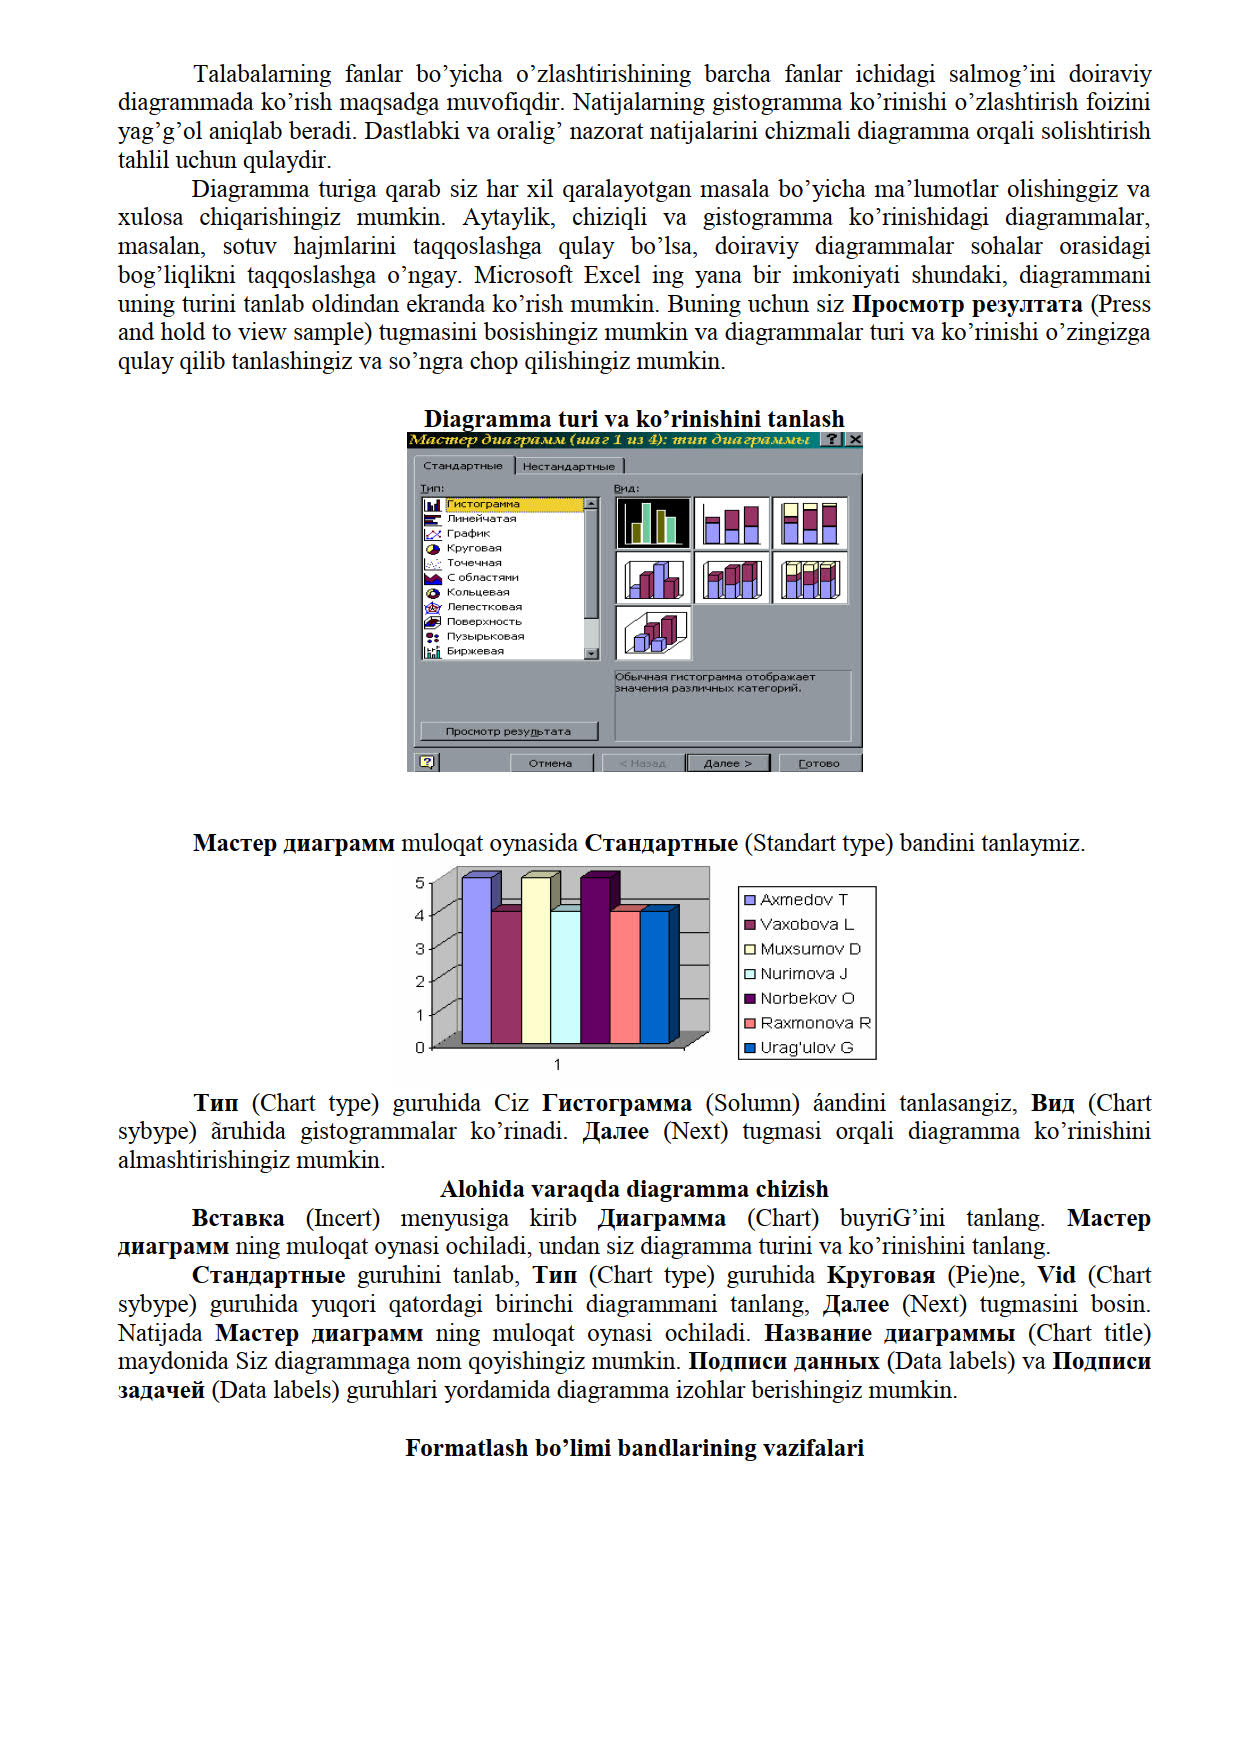 Talabalarning fanlar bo’yicha o’zlashtirishining barcha fanlar ichidagi salmog’ini doiraviy
diagrammada ko’rish maqsadga muvofiqdir. Natijalarning gistogramma ko’rinishi o’zlashtirish foizini
yag’g’ol aniqlab beradi. Dastlabki va oralig’ nazorat natijalarini chizmali diagramma orqali solishtirish
tahlil uchun qulaydir.
Diagramma turiga qarab siz har xil qaralayotgan masala bo’yicha ma’lumotlar olishinggiz va
xulosa chiqarishingiz mumkin. Aytaylik, chiziqli va gistogramma ko’rinishidagi diagrammalar,
masalan, sotuv hajmlarini taqqoslashga qulay bo’lsa, doiraviy diagrammalar sohalar orasidagi
bog’liqlikni taqqoslashga o’ngay. Microsoft Excel ing yana bir imkoniyati shundaki, diagrammani
uning turini tanlab oldindan ekranda ko’rish mumkin. Buning uchun siz Просмотр резултата (Press
and hold to view sample) tugmasini bosishingiz mumkin va diagrammalar turi va ko’rinishi o’zingizga
qulay qilib tanlashingiz va so’ngra chop qilishingiz mumkin.
Diagramma turi va ko’rinishini tanlash
Мастер диаграмм (шаг 1 из 4): тип диаграммы
Стандартные Нестандартные
Тип: Вид:
Гистограмма
Линейчатая
График
Круговая
Точечная
С областями
Кольцевая
Лепестковая
Поверхность
Пузырьковая
Биржевая
Обычная гистограмма отображает
значения различных категорий.
Просмотр результата
Отмена < Назад Далее > Готово
Мастер диаграмм muloqat oynasida Стандартные (Standart type) bandini tanlaymiz.
5
4
3
2
1
0
1
Axmedov T
Vaxobova L
Muxsumov D
Nurimova J
Norbekov O
Raxmonova R
Urag'ulov G
Тип (Chart type) guruhida Ciz Гистограмма (Solumn) áandini tanlasangiz, Вид (Chart
sybype) ãruhida gistogrammalar ko’rinadi. Далее (Next) tugmasi orqali diagramma ko’rinishini
almashtirishingiz mumkin.
Alohida varaqda diagramma chizish
Вставка (Incert) menyusiga kirib Диаграмма (Chart) buyriG’ini tanlang. Мастер
диаграмм ning muloqat oynasi ochiladi, undan siz diagramma turini va ko’rinishini tanlang.
Стандартные guruhini tanlab, Тип (Chart type) guruhida Круговая (Pie)ne, Vid (Chart
sybype) guruhida yuqori qatordagi birinchi diagrammani tanlang, Далее (Next) tugmasini bosin.
Natijada Мастер диаграмм ning muloqat oynasi ochiladi. Название диаграммы (Chart title)
maydonida Siz diagrammaga nom qoyishingiz mumkin. Подписи данных (Data labels) va Подписи
задачей (Data labels) guruhlari yordamida diagramma izohlar berishingiz mumkin.
Formatlash bo’limi bandlarining vazifalari